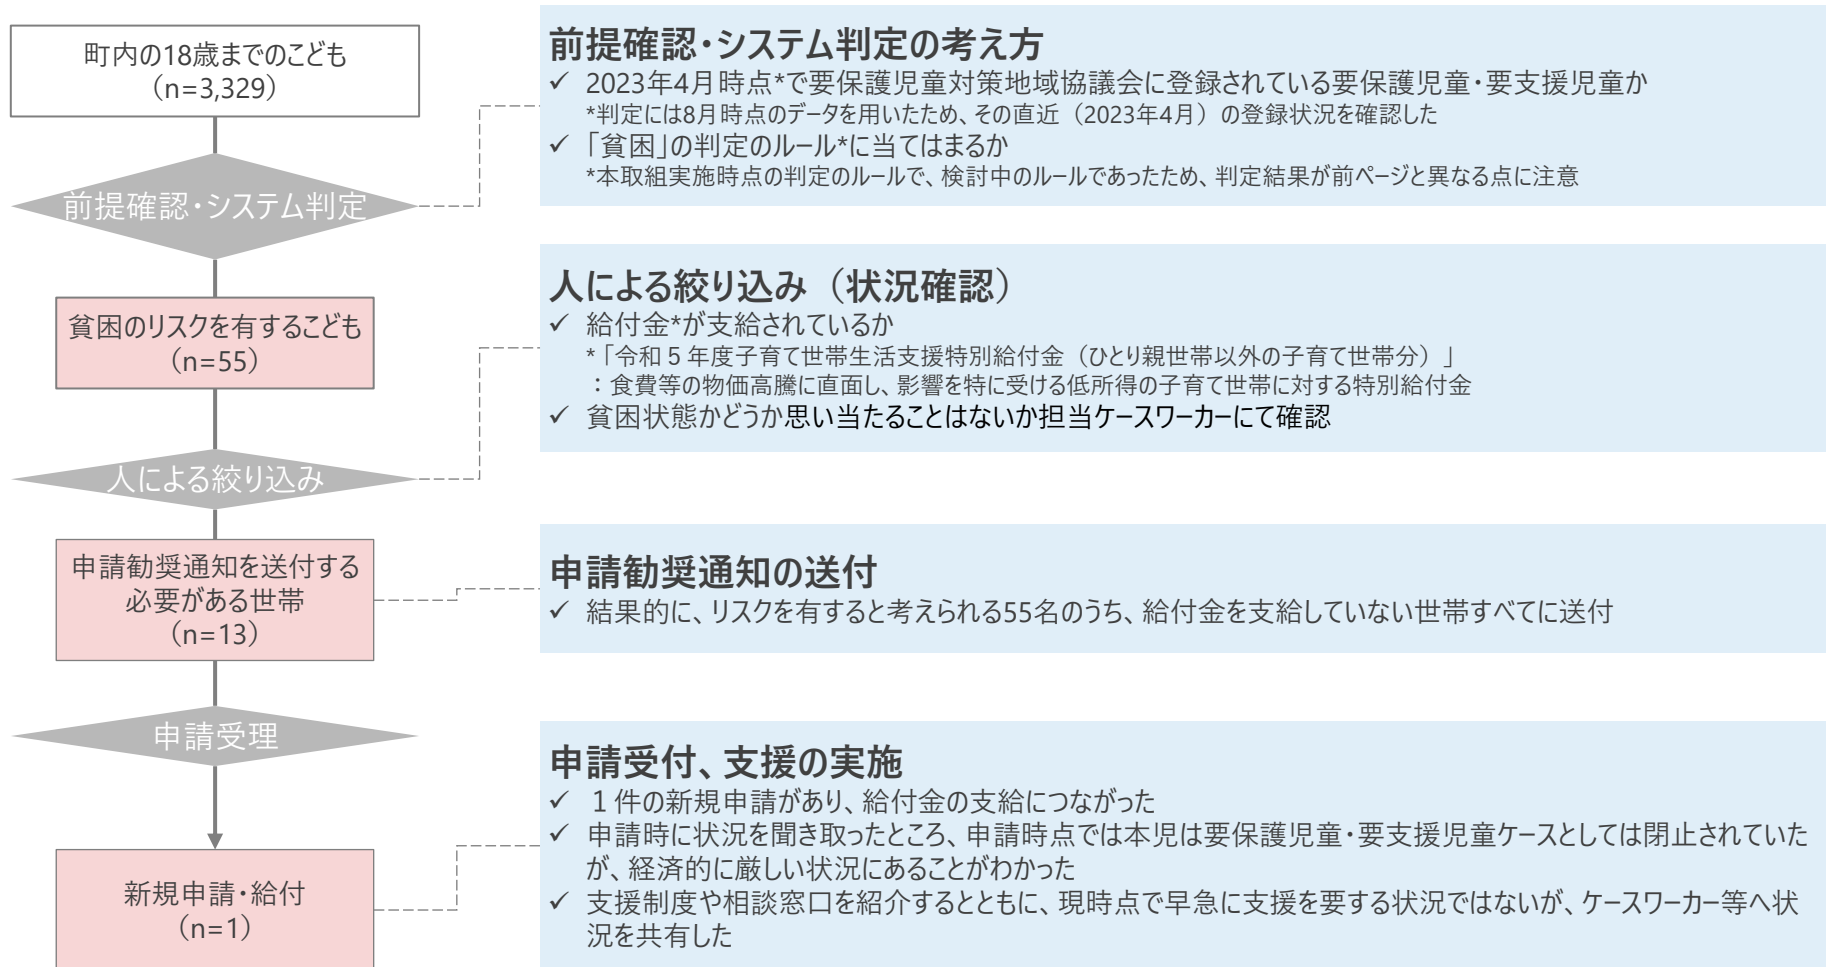 町内の18歳までのこども
（n=3,329）
前提確認・システム判定
貧困のリスクを有するこども
（n=55）
人による絞り込み
申請勧奨通知を送付する
必要がある世帯
（n=13）
申請受理
新規申請・給付
（n=1）
前提確認・システム判定の考え方
✓ 2023年4月時点*で要保護児童対策地域協議会に登録されている要保護児童・要支援児童か
*判定には8月時点のデータを用いたため、その直近（2023年4月）の登録状況を確認した
✓ 「貧困」の判定のルール*に当てはまるか
*本取組実施時点の判定のルールで、検討中のルールであったため、判定結果が前ページと異なる点に注意
人による絞り込み（状況確認）
✓ 給付金*が支給されているか
*「令和５年度子育て世帯生活支援特別給付金（ひとり親世帯以外の子育て世帯分）」
：食費等の物価高騰に直面し、影響を特に受ける低所得の子育て世帯に対する特別給付金
✓ 貧困状態かどうか思い当たることはないか担当ケースワーカーにて確認
申請勧奨通知の送付
✓ 結果的に、リスクを有すると考えられる55名のうち、給付金を支給していない世帯すべてに送付
申請受付、支援の実施
✓ １件の新規申請があり、給付金の支給につながった
✓ 申請時に状況を聞き取ったところ、申請時点では本児は要保護児童・要支援児童ケースとしては閉止されていた
が、経済的に厳しい状況にあることがわかった
✓ 支援制度や相談窓口を紹介するとともに、現時点で早急に支援を要する状況ではないが、ケースワーカー等へ状
況を共有した